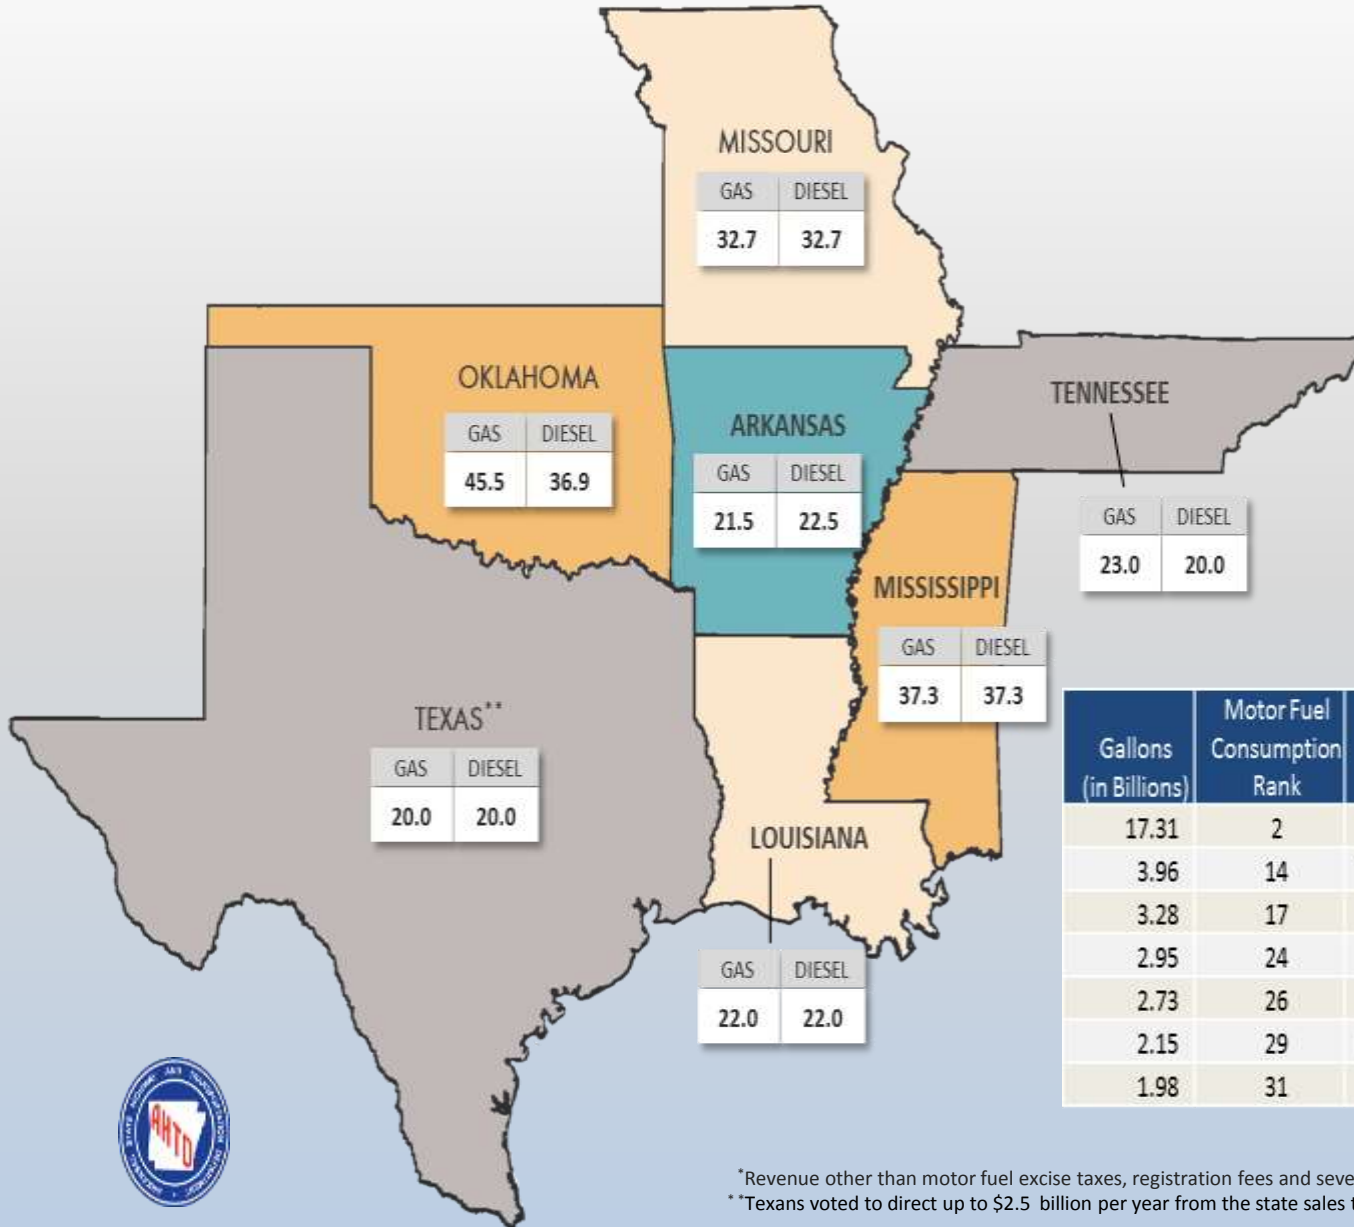 MISSOURI
GAS DIESEL
32.7 32.7
OKLAHOMA
GAS DIESEL
45.5 36.9
ARKANSAS
GAS DIESEL
21.5 22.5
TENNESSEE
GAS DIESEL
23.0 20.0
MISSISSIPPI
GAS DIESEL
37.3 37.3
TEXAS**
GAS DIESEL
20.0 20.0
LOUISIANA
GAS DIESEL
22.0 22.0
Gallons (in Billions) Motor Fuel Consumption Rank
17.31 2
3.96 14
3.28 17
2.95 24
2.73 26
2.15 29
1.98 31
AHTD
*Revenue other than motor fuel excise taxes, registration fees and seve
**Texans voted to direct up to $2.5 billion per year from the state sales t